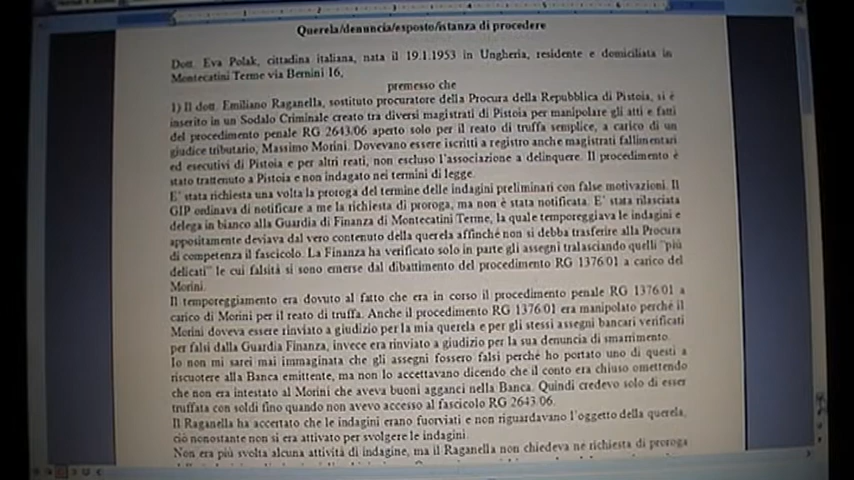 Querela/denuncia/esposto/istanza di procedere
Dott. Eva Polak, cittadina italiana, nata il 19.1.1953 in Ungheria, residente e domiciliata in
Montecatini Terme via Bernini 16,
premesso che
1) Il dott. Emiliano Raganella, sostituto procuratore della Procura della Repubblica di Pistoia, si è
inserito in un Sodalo Criminale creato tra diversi magistrati di Pistoia per manipolare gli atti e fatti
del procedimento penale RG 2643/06 aperto solo per il reato di truffa semplice, a carico di un
giudice tributario, Massimo Morini. Dovevano essere iscritti a registro anche magistrati fallimentari
ed esecutivi di Pistoia e per altri reati, non escluso l'associazione a delinquere. Il procedimento è
stato trattenuto a Pistoia e non indagato nei termini di legge.
E' stata richiesta una volta la proroga del termine delle indagini preliminari con false motivazioni. Il
GIP ordinava di notificare a me la richiesta di proroga, ma non è stata notificata. E' stata rilasciata
delega in bianco alla Guardia di Finanza di Montecatini Terme, la quale temporeggiava le indagini e
appositamente deviava dal vero contenuto della querela affinché non si debba trasferire alla Procura
di competenza il fascicolo. La Finanza ha verificato solo in parte gli assegni tralasciando quelli "più
delicati" le cui falsità si sono emerse dal dibattimento del procedimento RG 1376/01 a carico del
Morini.
Il temporeggiamento era dovuto al fatto che era in corso il procedimento penale RG 1376/01 a
carico di Morini per il reato di truffa. Anche il procedimento RG 1376/01 era manipolato perché il
Morini doveva essere rinviato a giudizio per la mia querela e per gli stessi assegni bancari verificati
per falsi dalla Guardia Finanza, invece era rinviato a giudizio per la sua denuncia di smarrimento.
Io non mi sarei mai immaginata che gli assegni fossero falsi perché ho portato uno di questi a
riscuotere alla Banca emittente, ma non lo accettavano dicendo che il conto era chiuso omettendo
che non era intestato al Morini che aveva buoni agganci nella Banca. Quindi credevo solo di esser
truffata con soldi fino quando non avevo accesso al fascicolo RG 2643/06.
Il Raganella ha accertato che le indagini erano fuorviati e non riguardavano l'oggetto della querela,
ciò nonostante non si era attivato per svolgere le indagini.
Non era più svolta alcuna attività di indagine, ma il Raganella non chiedeva ne richiesta di proroga